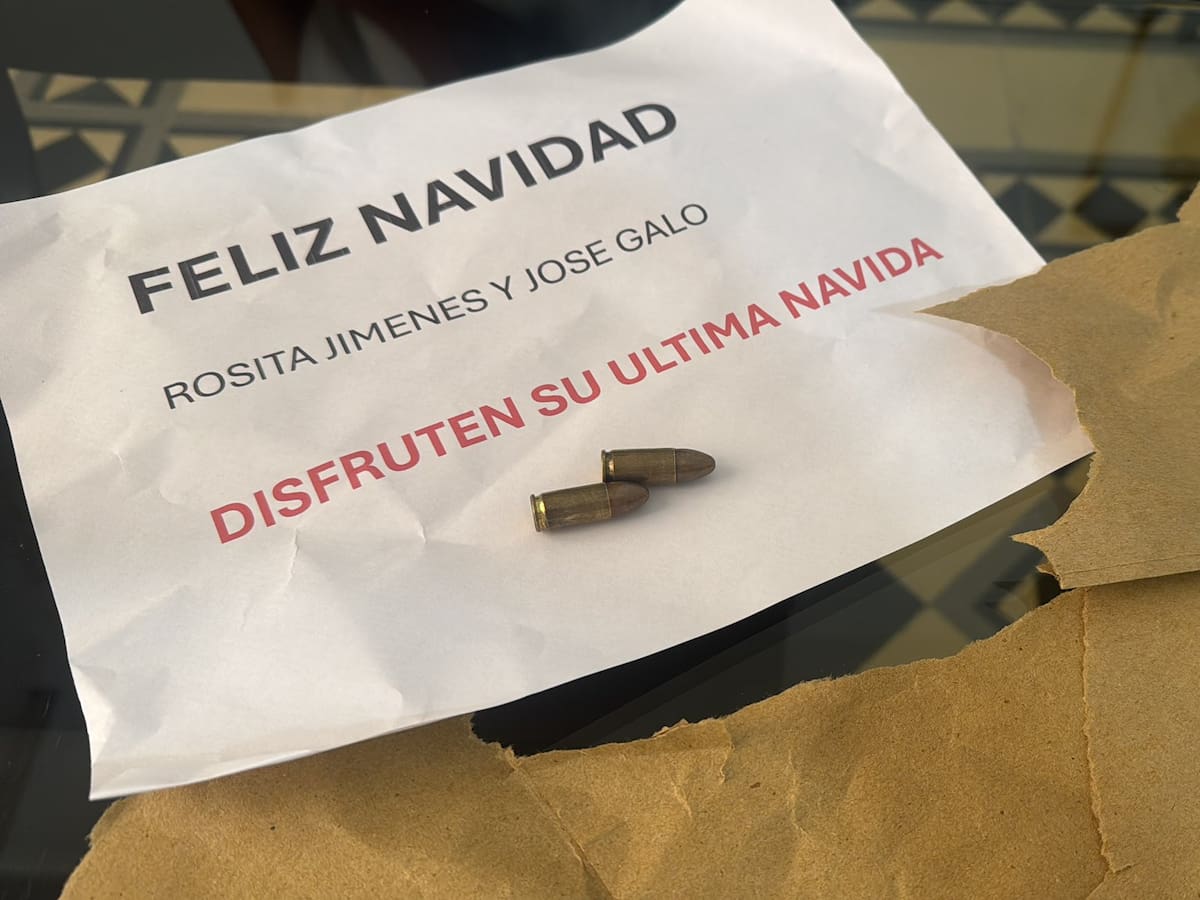 FELIZ NAVIDAD
ROSITA JIMENES Y JOSE GALO
DISFRUTEN SU ULTIMA NAVIDA